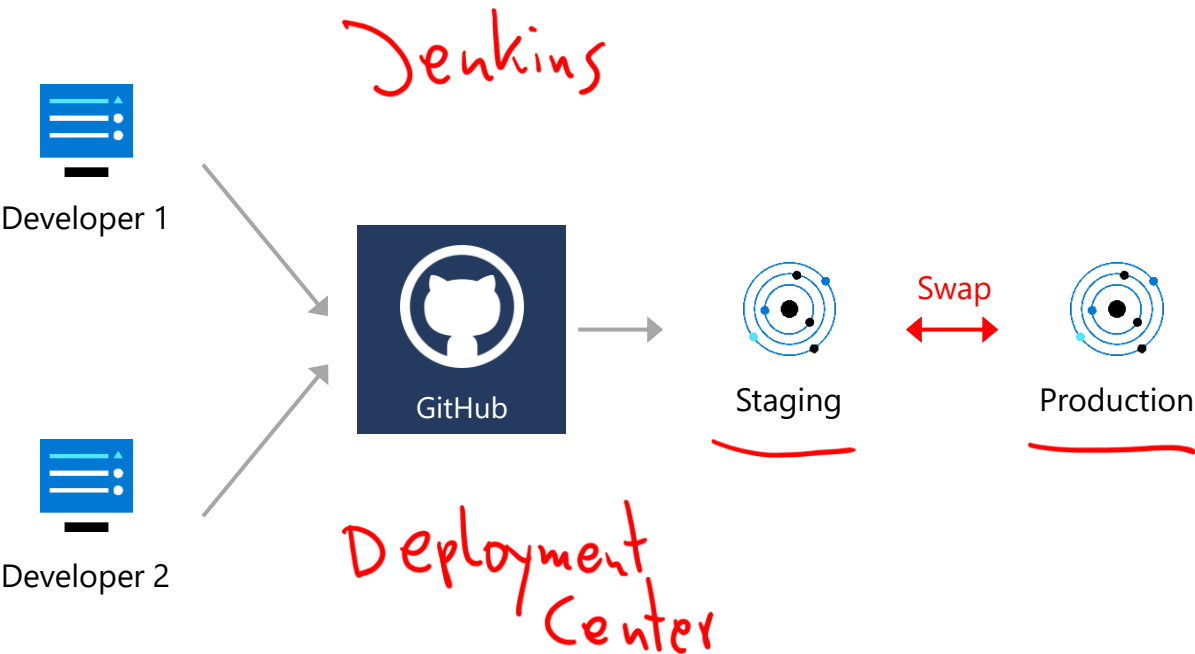 Jenkins
Developer 1
GitHub
Swap
Staging
Production
Developer 2
Deployment
Center